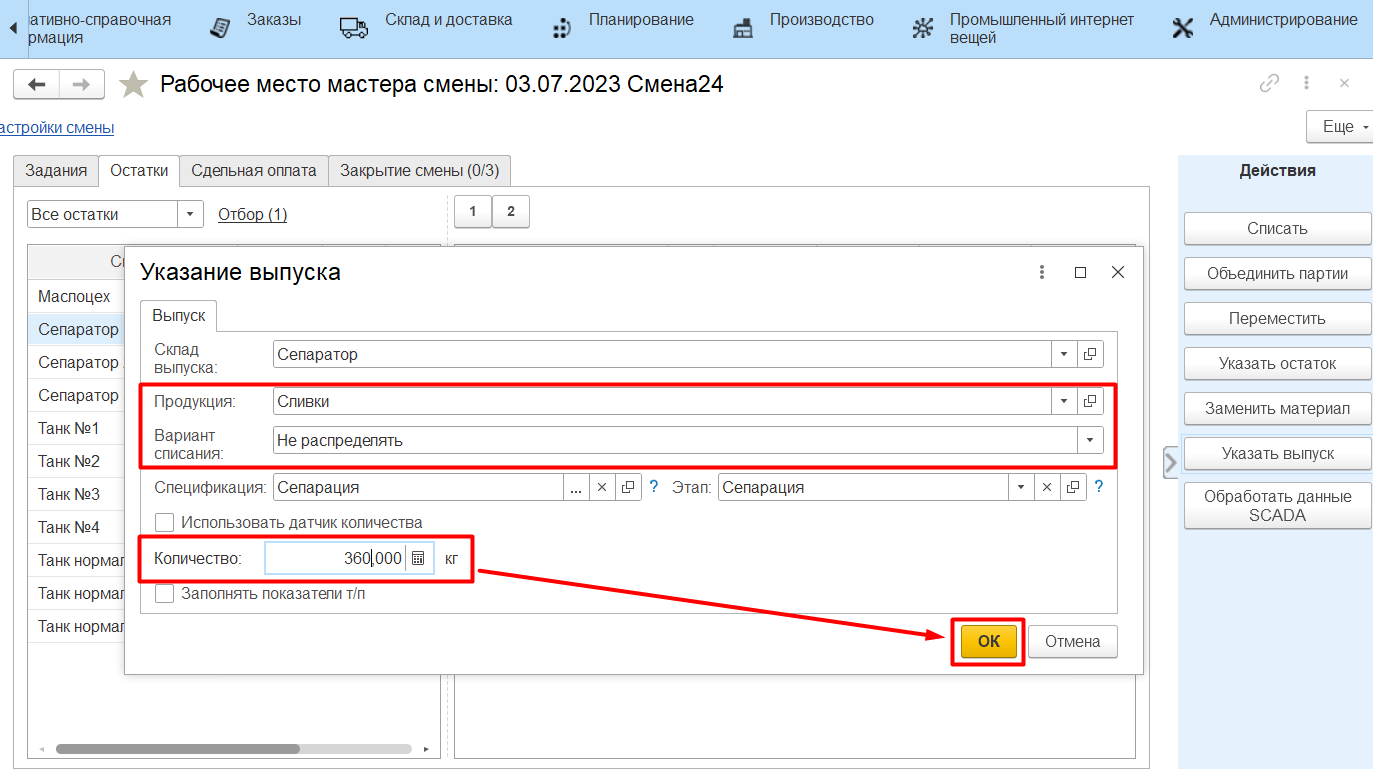 ативно-справочная
рмация
Заказы
Склад и доставка
Планирование
Производство
Промышленный интернет
вещей
Администрирование
Рабочее место мастера смены: 03.07.2023 Смена24
астройки смены
Еще
Задания
Остатки
Сдельная оплата
Закрытие смены (0/3)
Все остатки
Отбор (1)
1
2
Маслоцех
Сепаратор
Сепаратор
Сепаратор
Танк №1
Танк №2
Танк №3
Танк №4
Танк нормал
Танк нормал
Танк нормал
Указание выпуска
Выпуск
Склад
выпуска:
Сепаратор
Продукция:
Сливки
Вариант
списания:
Не распределять
Спецификация:
Сепарация
...
?
Этап:
Сепарация
?
Использовать датчик количества
Количество:
360,000
кг
Заполнять показатели т/п
ОК
Отмена
Действия
Списать
Объединить партии
Переместить
Указать остаток
Заменить материал
Указать выпуск
Обработать данные
SCADA